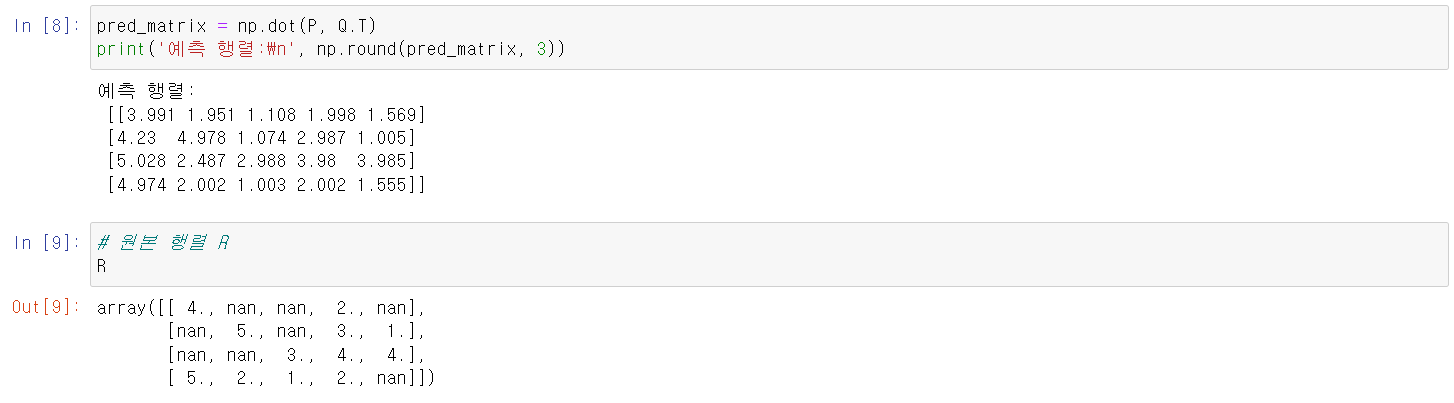 In [8]: pred_matrix = np.dot(P, Q.T)
print('예측 행렬:₩n', np.round(pred_matrix, 3))
예측 행렬:
[[3.991 1.951 1.108 1.998 1.569]
[4.23  4.978 1.074 2.987 1.005]
[5.028 2.487 2.988 3.98  3.985]
[4.974 2.002 1.003 2.002 1.555]]
In [9]: # 원본 행렬 R
R
Out[9]: array([[ 4., nan, nan,  2., nan],
[nan,  5., nan,  3.,  1.],
[nan, nan,  3.,  4.,  4.],
[ 5.,  2.,  1.,  2., nan]])